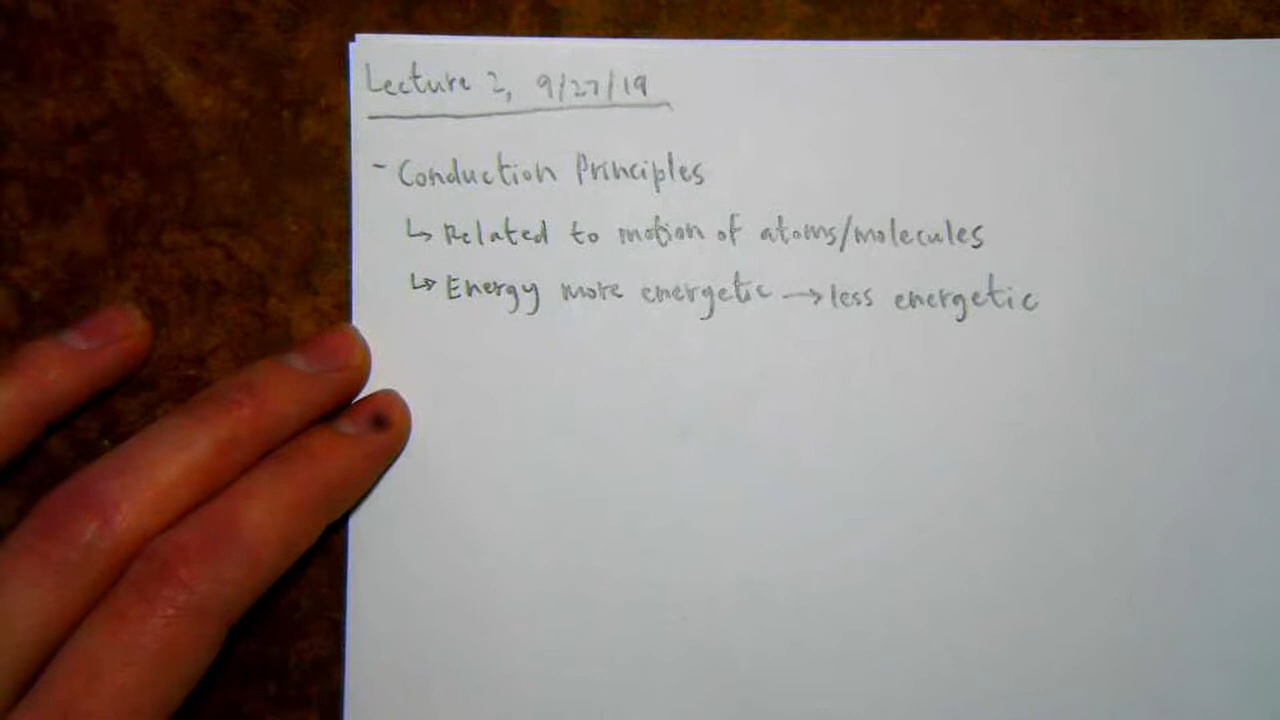 Lecture 2, 9/27/19
- Conduction Principles
↳ Related to motion of atoms/molecules
↳ Energy more energetic → less energetic